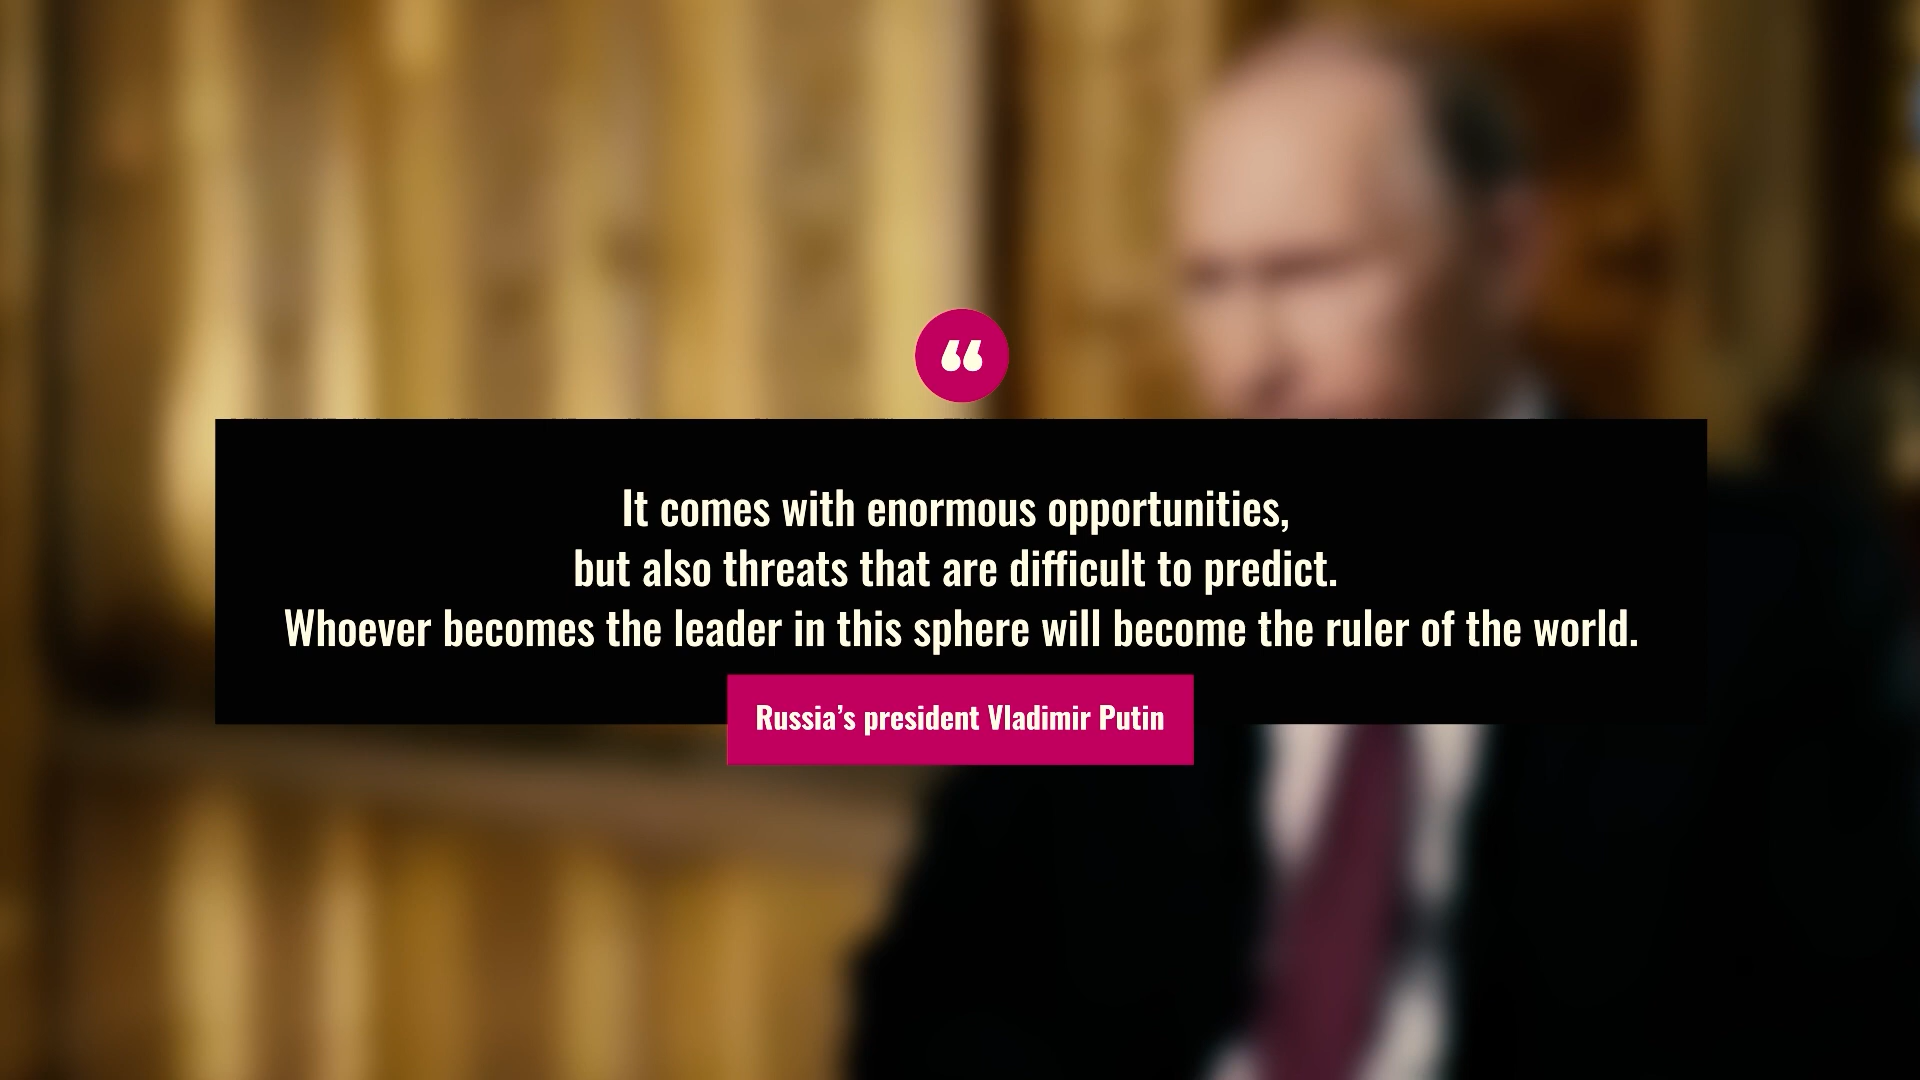 “
It comes with enormous opportunities,
but also threats that are difficult to predict.
Whoever becomes the leader in this sphere will become the ruler of the world.
Russia’s president Vladimir Putin